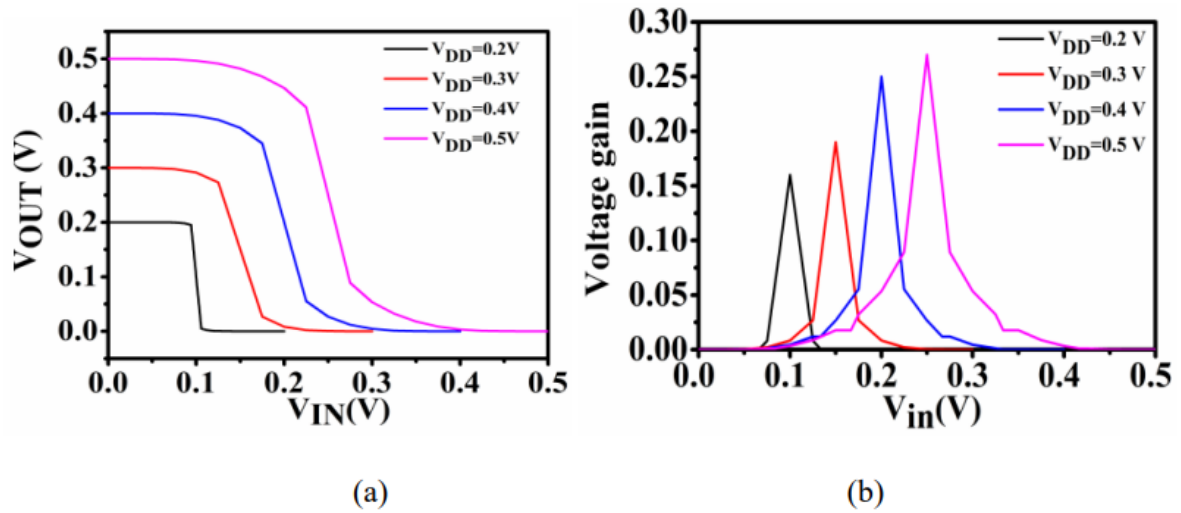 VOUT (V)
0.5
0.4
0.3
0.2
0.1
0.0
VDD=0.2V
VDD=0.3V
VDD=0.4V
VDD=0.5V
0.0 0.1 0.2 0.3 0.4 0.5
VIN(V)
(a)
Voltage gain
0.30
0.25
0.20
0.15
0.10
0.05
0.00
VDD=0.2 V
VDD=0.3 V
VDD=0.4 V
VDD=0.5 V
0.0 0.1 0.2 0.3 0.4 0.5
Vin(V)
(b)